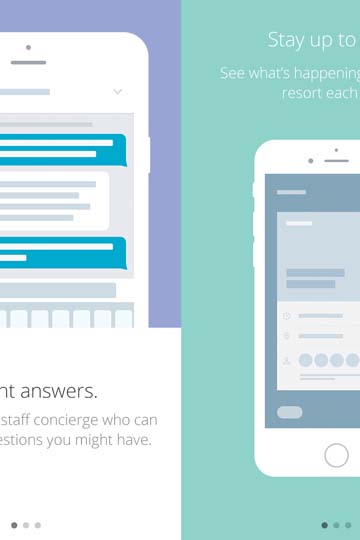 nt answers.
staff concierge who can
estions you might have.
Stay up to
See what's happening
resort each